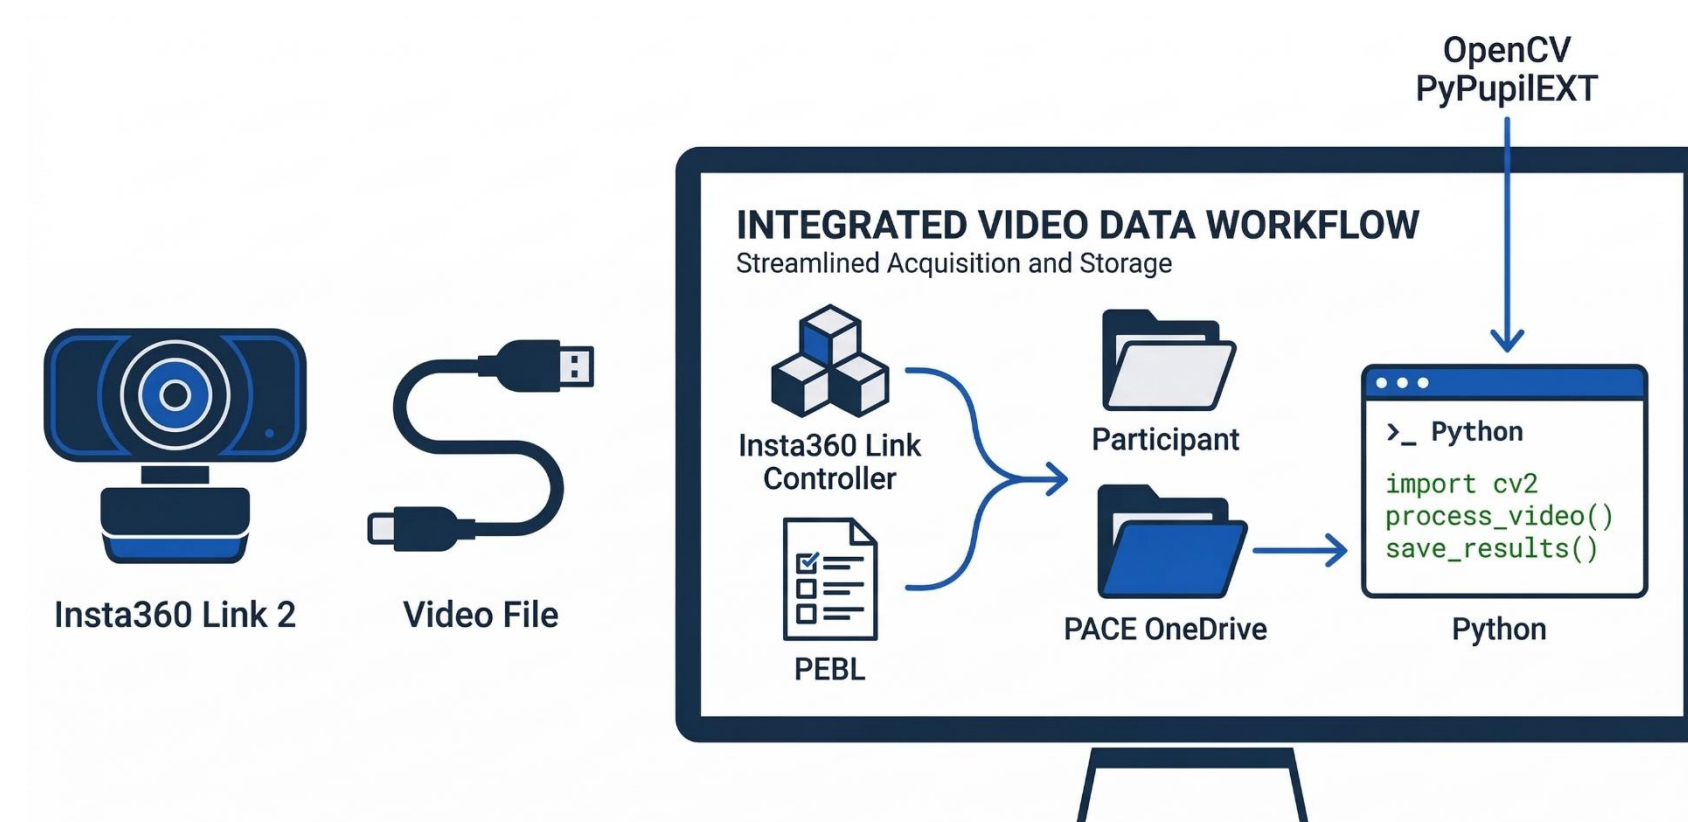 OpenCV
PyPupilEXT
INTEGRATED VIDEO DATA WORKFLOW
Streamlined Acquisition and Storage
Insta360 Link 2
Video File
Insta360 Link
Controller
PEBL
Participant
PACE OneDrive
>_ Python
import cv2
process_video()
save_results()
Python